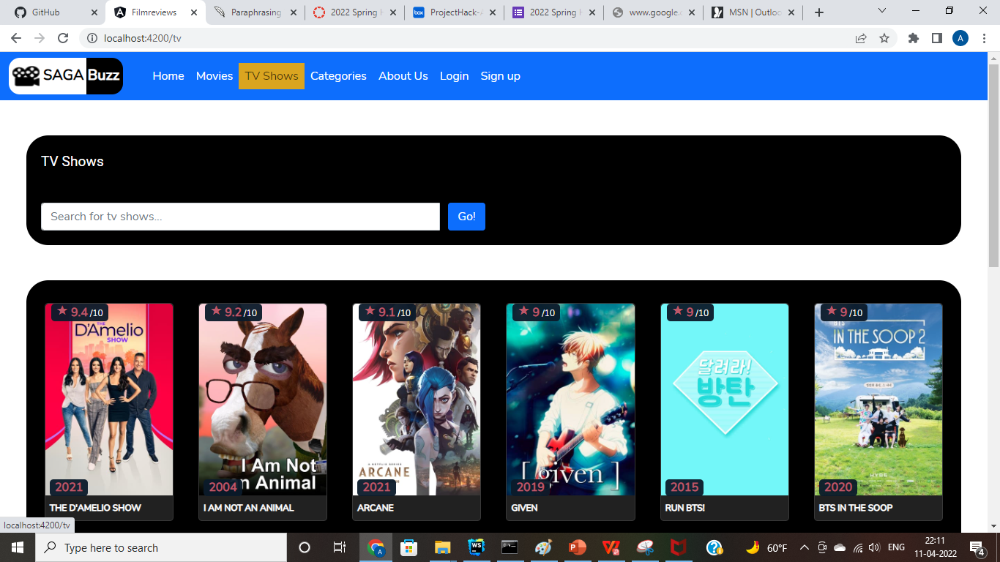 GitHub
Filmreviews
Paraphrasing
2022 Spring
ProjectHack-
2022 Spring
www.google.
MSN | Outlo
localhost:4200/tv
A
SAGA Buzz
Home
Movies
TV Shows
Categories
About Us
Login
Sign up
TV Shows
Search for tv shows...
Go!
★ 9.4 /10
★ 9.2 /10
★ 9.1 /10
★ 9 /10
★ 9 /10
★ 9 /10
THE
D'AMELIO
SHOW
I Am Not
an Animal
A NETFLIX SERIES
ARCANE
[ given ]
달려라!
방탄
BTS
IN THE SOOP 2
HYBE
2021
2004
2021
2019
2015
2020
THE D'AMELIO SHOW
I AM NOT AN ANIMAL
ARCANE
GIVEN
RUN BTS!
BTS IN THE SOOP
localhost:4200/tv
Type here to search
60°F
ENG
22:11
11-04-2022
4